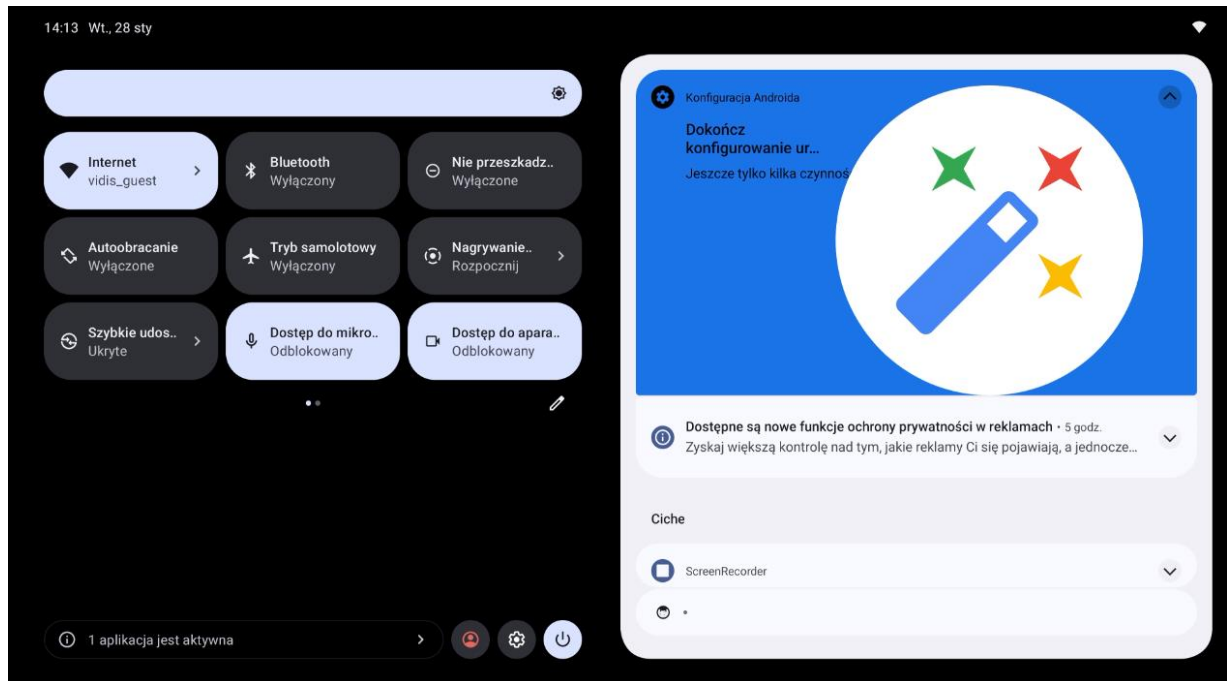 14:13 Wt., 28 sty
Internet
vidis_guest
Bluetooth
Wyłączony
Nie przeszkadz..
Wyłączone
Autoobracanie
Wyłączone
Tryb samolotowy
Wyłączony
Nagrywanie..
Rozpocznij
Szybkie udos..
Ukryte
Dostęp do mikro..
Odblokowany
Dostęp do apara..
Odblokowany
1 aplikacja jest aktywna
Konfiguracja Androida
Dokończ
konfigurowanie ur...
Jeszcze tylko kilka czynnoś
Dostępne są nowe funkcje ochrony prywatności w reklamach • 5 godz.
Zyskaj większą kontrolę nad tym, jakie reklamy Ci się pojawiają, a jednocze...
Ciche
ScreenRecorder